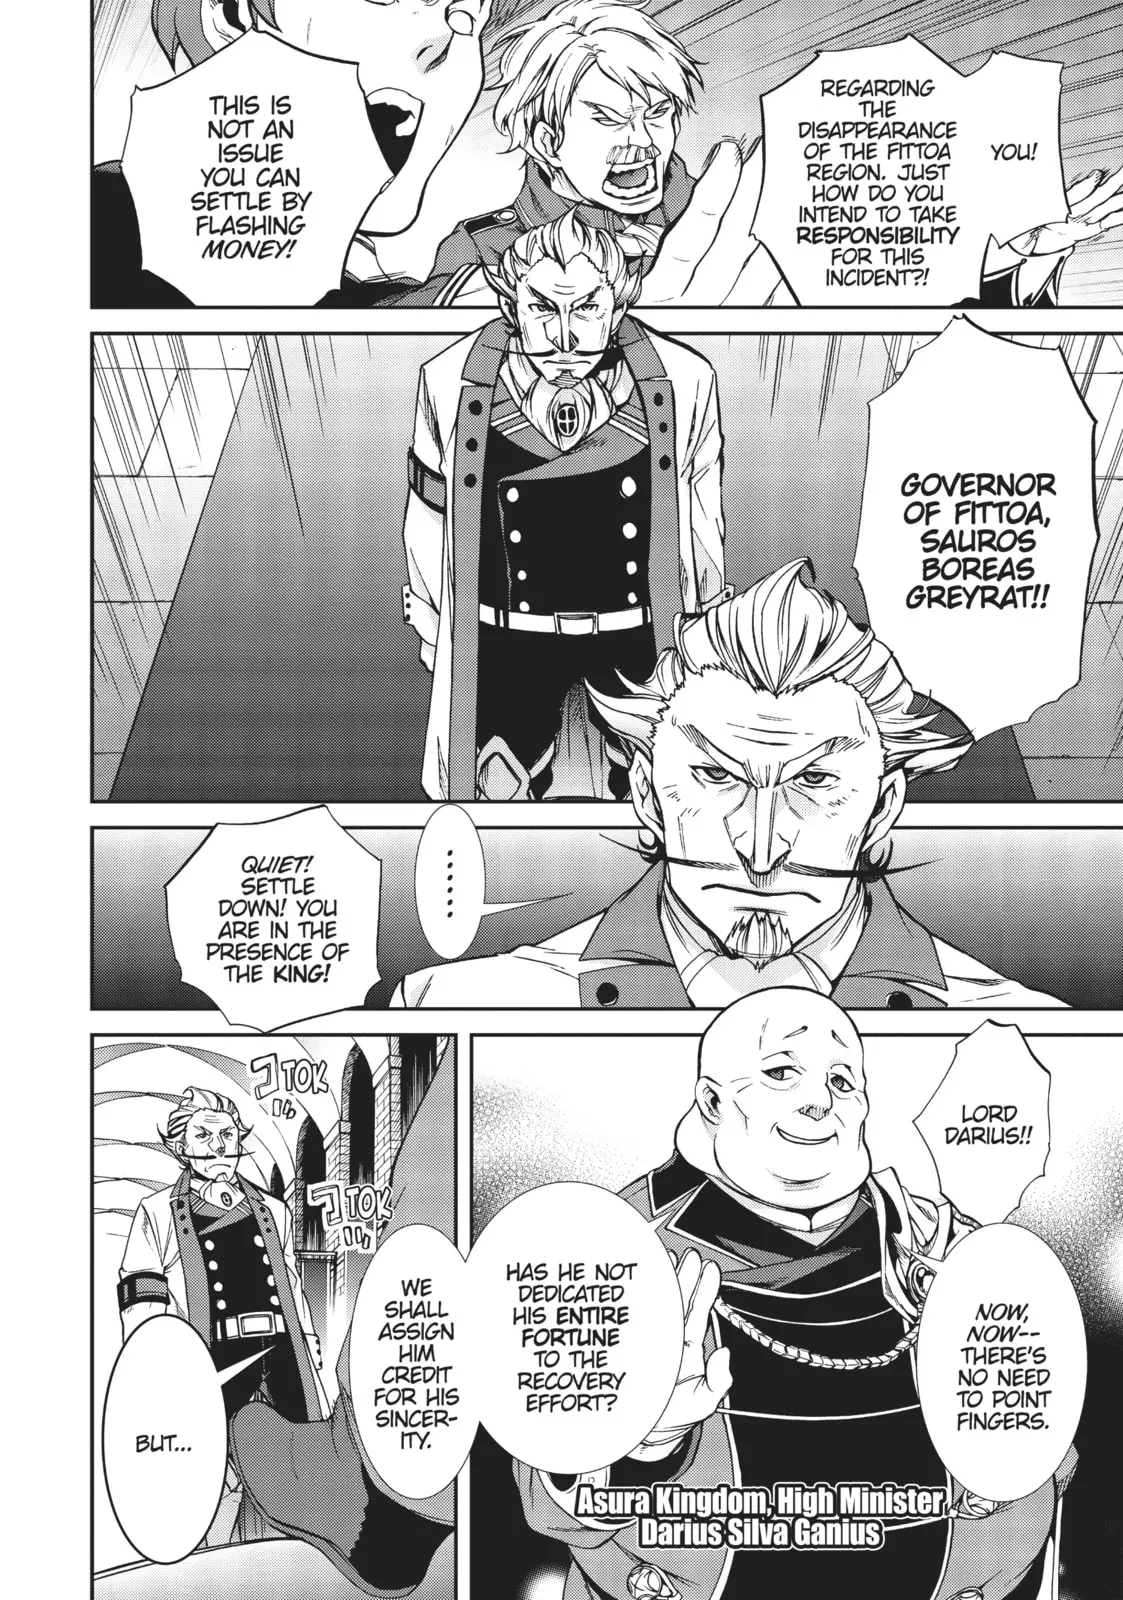 YOU!
REGARDING
THE
DISAPPEARANCE
OF THE FITTOA
REGION. JUST
HOW DO YOU
INTEND TO TAKE
RESPONSIBILITY
FOR THIS
INCIDENT?!
THIS IS
NOT AN
ISSUE
YOU CAN
SETTLE BY
FLASHING
MONEY!
GOVERNOR
OF FITTOA,
SAUROS
BOREAS
GREYRAT!!
.....
QUIET!
SETTLE
DOWN! YOU
ARE IN THE
PRESENCE OF
THE KING!
LORD
DARIUS!!
NOW,
NOW--
THERE'S
NO NEED
TO POINT
FINGERS.
HAS HE NOT
DEDICATED
HIS ENTIRE
FORTUNE
TO THE
RECOVERY
EFFORT?
Asura Kingdom, High Minister
Darius Silva Ganius
コ TOK
コ TOK
WE
SHALL
ASSIGN
HIM
CREDIT
FOR HIS
SINCER-
ITY.
BUT...